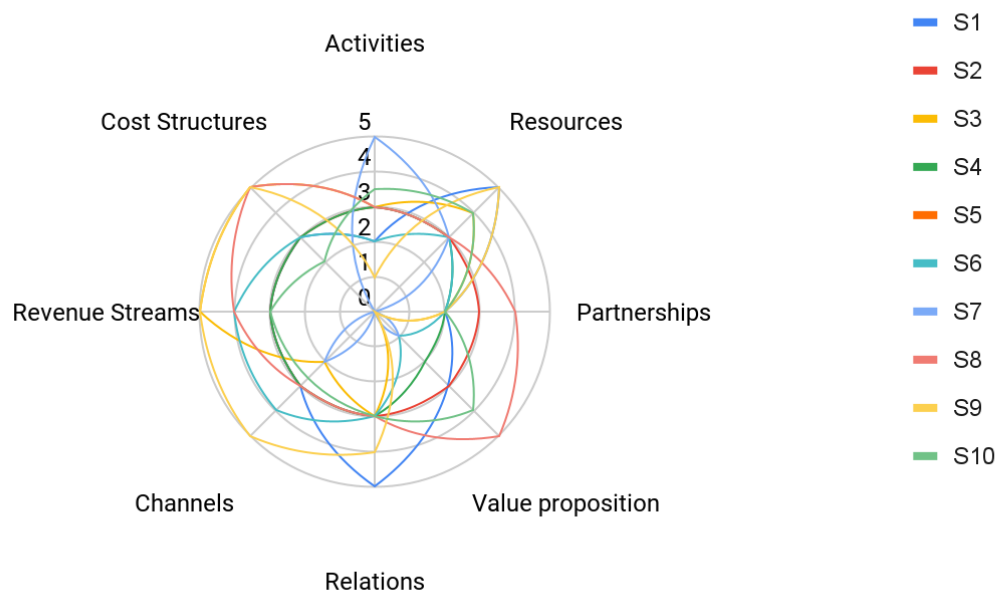 Activities
Cost Structures
Resources
5
4
3
2
1
0
Revenue Streams
Partnerships
Channels
Value proposition
Relations
S1
S2
S3
S4
S5
S6
S7
S8
S9
S10